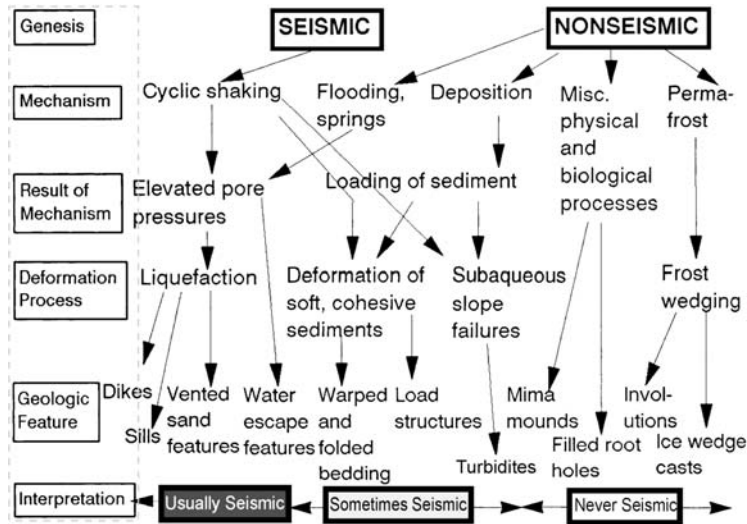 Genesis
SEISMIC
NONSEISMIC
Mechanism
Cyclic shaking
Flooding,
springs
Deposition
Misc.
physical
and
biological
processes
Perma-
frost
Result of
Mechanism
Elevated pore
pressures
Loading of sediment
Deformation
Process
Liquefaction
Deformation of
soft, cohesive
sediments
Subaqueous
slope
failures
Frost
wedging
Geologic
Feature
Dikes
Sills
Vented
sand
features
Water
escape
features
Warped
and
folded
bedding
Load
structures
Turbidites
Mima
mounds
Filled root
holes
Invol-
utions
Ice wedge
casts
Interpretation
Usually Seismic
Sometimes Seismic
Never Seismic